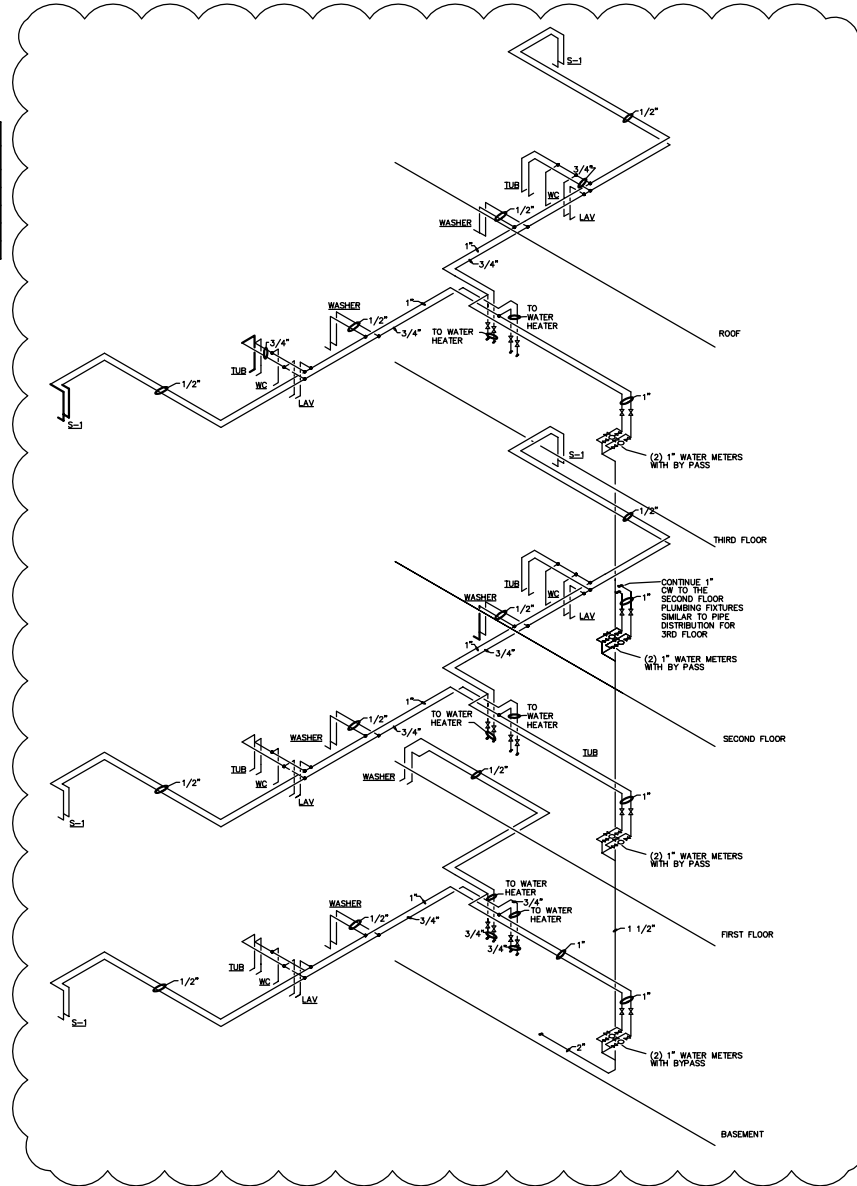 S-1
1/2"
3/4"
TUB
WC
LAV
1/2"
WASHER
1"
3/4"
WASHER
1"
TO
WATER
HEATER
1/2"
3/4"
TO WATER
HEATER
ROOF
3/4"
TUB
WC
1/2"
LAV
1"
S-1
(2) 1" WATER METERS
WITH BY PASS
S-1
1/2"
THIRD FLOOR
TUB
WC
LAV
WASHER
1/2"
CONTINUE 1"
CW TO THE
SECOND FLOOR
PLUMBING FIXTURES
SIMILAR TO PIPE
DISTRIBUTION FOR
3RD FLOOR
1"
1"
3/4"
(2) 1" WATER METERS
WITH BY PASS
1"
TO
WATER
HEATER
WASHER
1/2"
3/4"
TO WATER
HEATER
SECOND FLOOR
TUB
TUB
WC
1/2"
WASHER
1/2"
LAV
1"
S-1
(2) 1" WATER METERS
WITH BY PASS
TO WATER
HEATER
1"
3/4"
WASHER
1/2"
3/4"
TO WATER
HEATER
3/4"
3/4"
1 1/2"
FIRST FLOOR
1"
TUB
WC
1/2"
LAV
1"
S-1
2"
(2) 1" WATER METERS
WITH BYPASS
BASEMENT